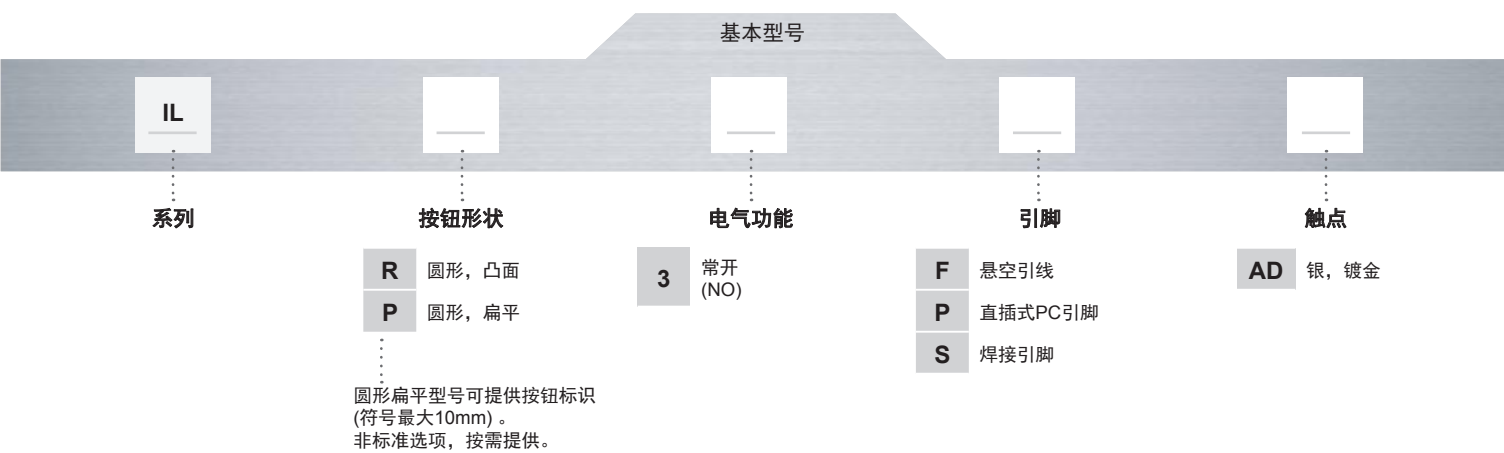 基本型号
IL
系列
按钮形状
R 圆形，凸面
P 圆形，扁平
圆形扁平型号可提供按钮标识
(符号最大10mm) 。
非标准选项，按需提供。
电气功能
3 常开
(NO)
引脚
F 悬空引线
P 直插式PC引脚
S 焊接引脚
触点
AD 银，镀金